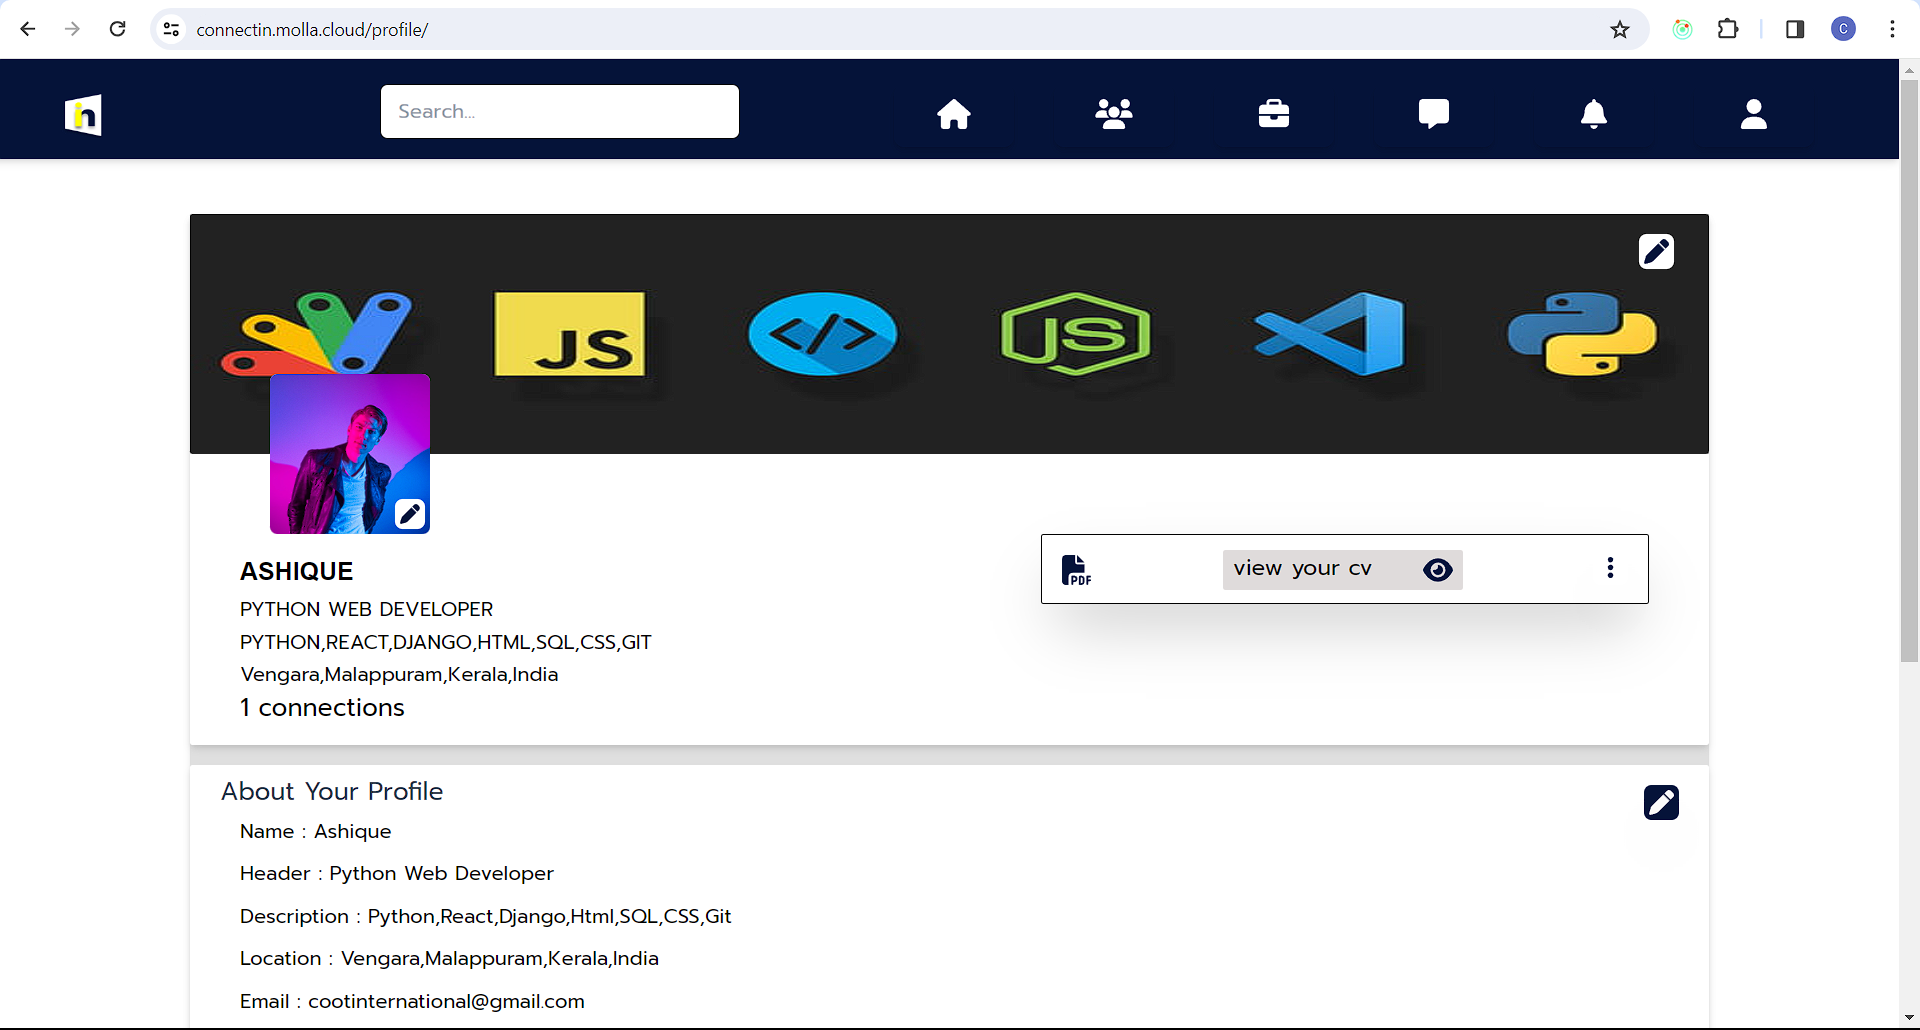 connectin.molla.cloud/profile/
C
in
Search...
JS
</>
JS
PDF
view your cv
ASHIQUE
PYTHON WEB DEVELOPER
PYTHON,REACT,DJANGO,HTML,SQL,CSS,GIT
Vengara,Malappuram,Kerala,India
1 connections
About Your Profile
Name : Ashique
Header : Python Web Developer
Description : Python,React,Django,Html,SQL,CSS,Git
Location : Vengara,Malappuram,Kerala,India
Email : cootinternational@gmail.com